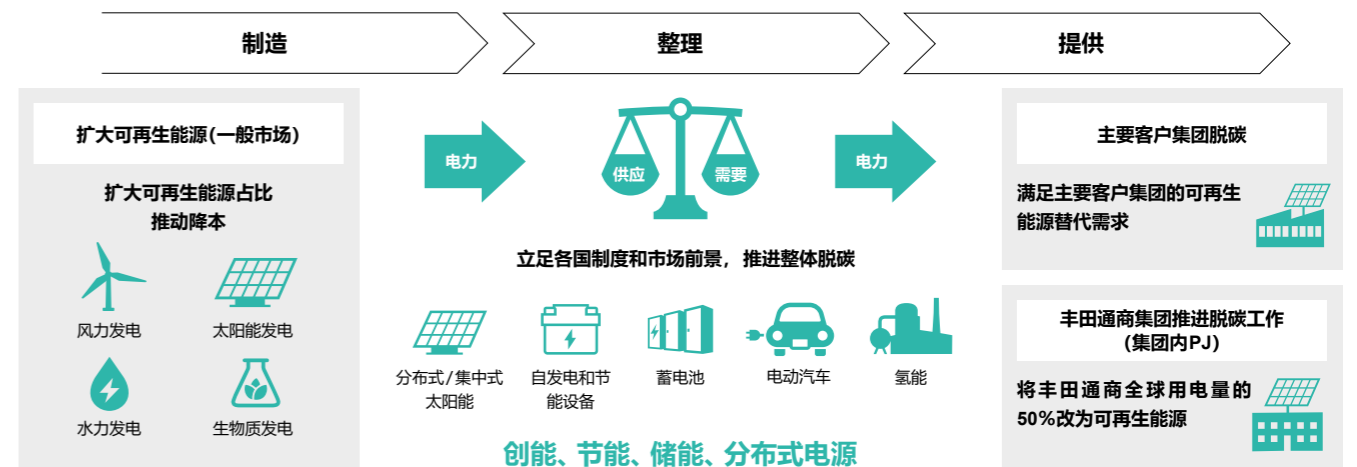 制造
整理
提供
扩大可再生能源(一般市场)
扩大可再生能源占比
推动降本
风力发电
太阳能发电
水力发电
生物质发电
电力
供应
需要
电力
立足各国制度和市场前景，推进整体脱碳
分布式/集中式
太阳能
自发电和节
能设备
蓄电池
电动汽车
氢能
创能、节能、储能、分布式电源
主要客户集团脱碳
满足主要客户集团的可再生
能源替代需求
丰田通商集团推进脱碳工作
(集团内PJ)
将丰田通商全球用电量的
50%改为可再生能源